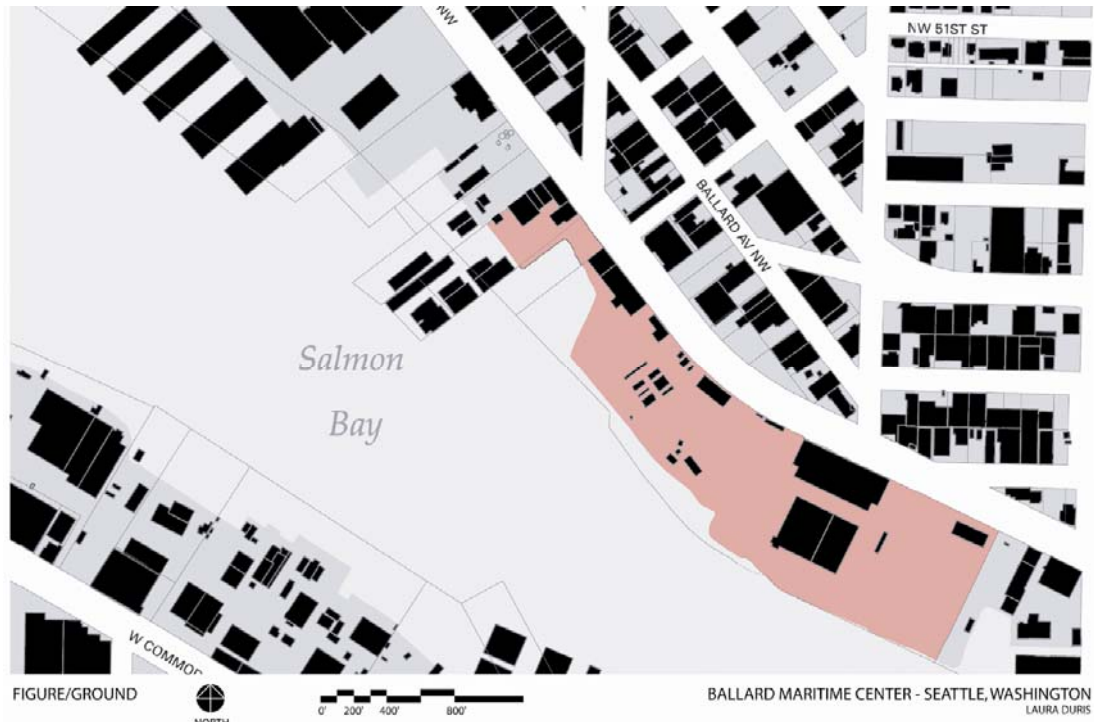 NW
NW 51ST ST
BALLARD AV NW
Salmon
Bay
W COMMOD
FIGURE/GROUND
NORTH
0' 200' 400' 800'
BALLARD MARITIME CENTER - SEATTLE, WASHINGTON
LAURA DURIS